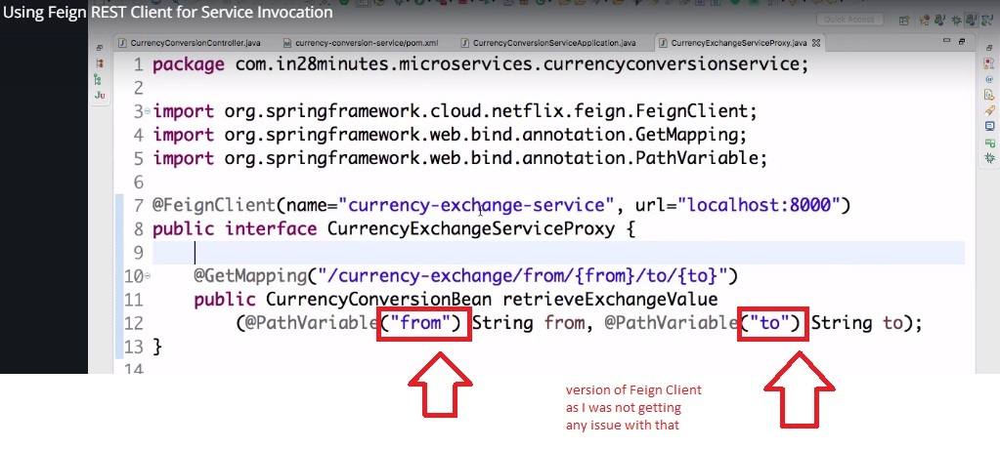 Using Feign REST Client for Service Invocation
Quick Access
CurrencyConversionController.java currency-conversion-service/pom.xml CurrencyConversionServiceApplication.java CurrencyExchangeServiceProxy.java
1 package com.in28minutes.microservices.currencyconversionservice;
2
3 import org.springframework.cloud.netflix.feign.FeignClient;
4 import org.springframework.web.bind.annotation.GetMapping;
5 import org.springframework.web.bind.annotation.PathVariable;
6
7 @FeignClient(name="currency-exchange-service", url="localhost:8000")
8 public interface CurrencyExchangeServiceProxy {
9
10 @GetMapping("/currency-exchange/from/{from}/to/{to}")
11 public CurrencyConversionBean retrieveExchangeValue
12 (@PathVariable("from") String from, @PathVariable("to") String to);
13 }
14
Ju
version of Feign Client
as I was not getting
any issue with that